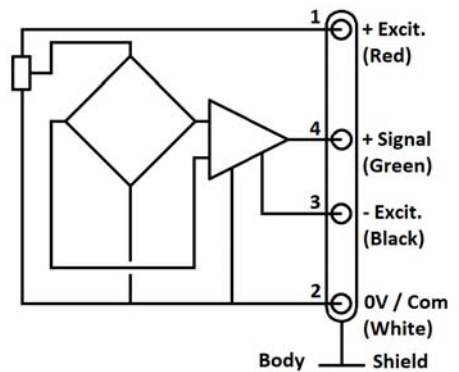 1
+ Excit.
(Red)
4
+ Signal
(Green)
3
- Excit.
(Black)
2
0V / Com
(White)
Body
Shield